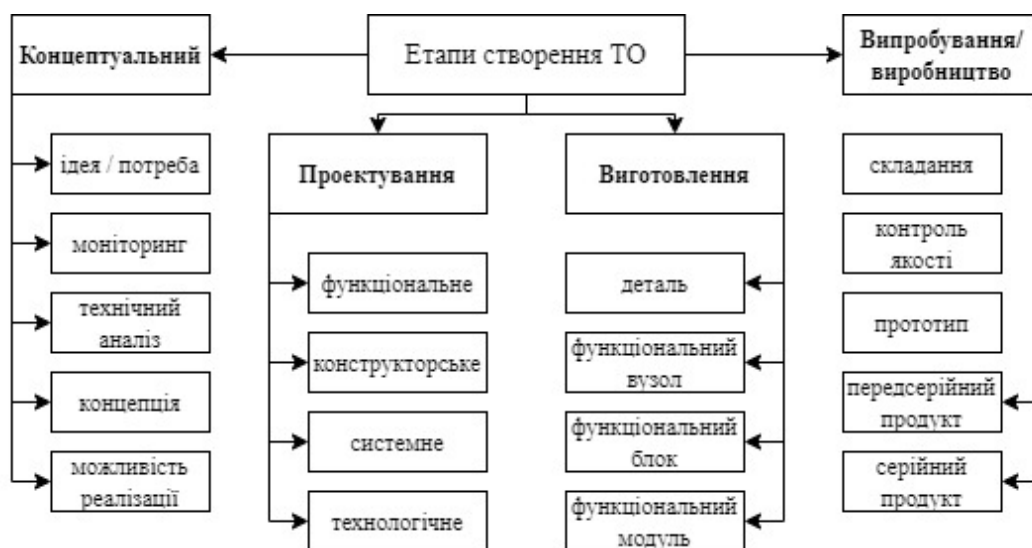 Етапи створення ТО
Концептуальний
ідея / потреба
моніторинг
технічний
аналіз
концепція
можливість
реалізації
Проектування
функціональне
конструкторське
системне
технологічне
Виготовлення
деталь
функціональний
вузол
функціональний
блок
функціональний
модуль
Випробування/
виробництво
складання
контроль
якості
прототип
передсерійний
продукт
серійний
продукт